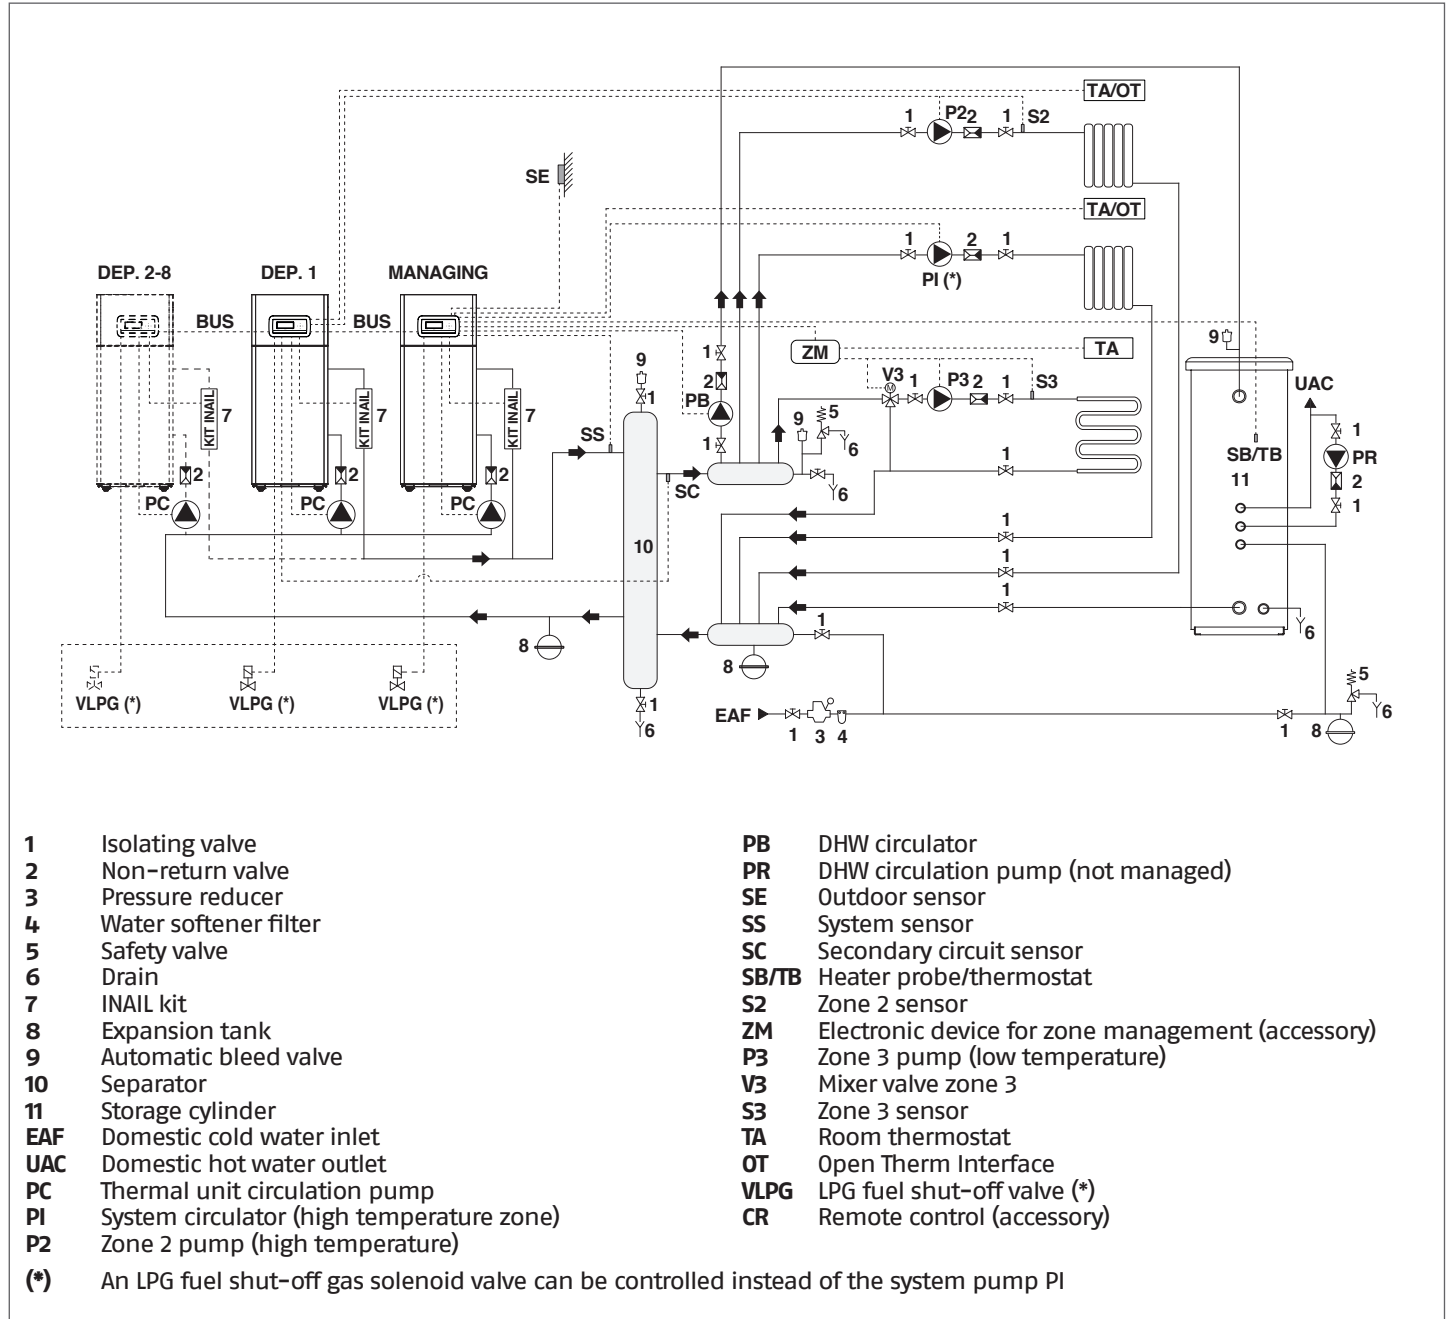 TA/OT
1 P2 2 1 S2
SE
TA/OT
1 2 1
PI (*)
DEP. 2-8 DEP. 1 MANAGING
BUS BUS
ZM TA
9
1
9
1
2
PB
1
V3 1 P3 2 1 S3
UAC
KIT INAIL 7
KIT INAIL 7
KIT INAIL 7
SS
9 5
6
6
SC
1
SB/TB
11
1
PR
2
1
2 2 2
PC PC PC
10
1
1
1
6
8
8
1
VLPG (*) VLPG (*) VLPG (*)
1
6
EAF
1 3 4
1 8
5
6
1 Isolating valve
2 Non-return valve
3 Pressure reducer
4 Water softener filter
5 Safety valve
6 Drain
7 INAIL kit
8 Expansion tank
9 Automatic bleed valve
10 Separator
11 Storage cylinder
EAF Domestic cold water inlet
UAC Domestic hot water outlet
PC Thermal unit circulation pump
PI System circulator (high temperature zone)
P2 Zone 2 pump (high temperature)
PB DHW circulator
PR DHW circulation pump (not managed)
SE Outdoor sensor
SS System sensor
SC Secondary circuit sensor
SB/TB Heater probe/thermostat
S2 Zone 2 sensor
ZM Electronic device for zone management (accessory)
P3 Zone 3 pump (low temperature)
V3 Mixer valve zone 3
S3 Zone 3 sensor
TA Room thermostat
OT Open Therm Interface
VLPG LPG fuel shut-off valve (*)
CR Remote control (accessory)
(*) An LPG fuel shut-off gas solenoid valve can be controlled instead of the system pump PI